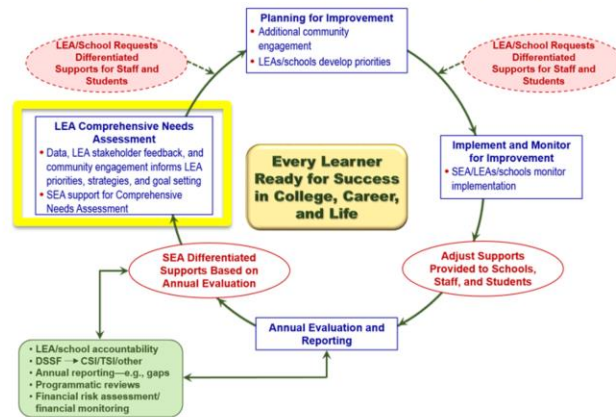 Planning for Improvement
• Additional community
engagement
• LEAs/schools develop priorities
LEA/School Requests
Differentiated
Supports for Staff and
Students
LEA/School Requests
Differentiated
Supports for Staff and
Students
LEA Comprehensive Needs
Assessment
• Data, LEA stakeholder feedback, and
community engagement informs LEA
priorities, strategies, and goal setting
• SEA support for Comprehensive
Needs Assessment
Every Learner
Ready for Success
in College, Career,
and Life
Implement and Monitor
for Improvement
• SEA/LEAs/schools monitor
implementation
SEA Differentiated
Supports Based on
Annual Evaluation
Adjust Supports
Provided to Schools,
Staff, and Students
Annual Evaluation and
Reporting
• LEA/school accountability
• DSSF → CSI/TSI/other
• Annual reporting—e.g., gaps
• Programmatic reviews
• Financial risk assessment/
financial monitoring